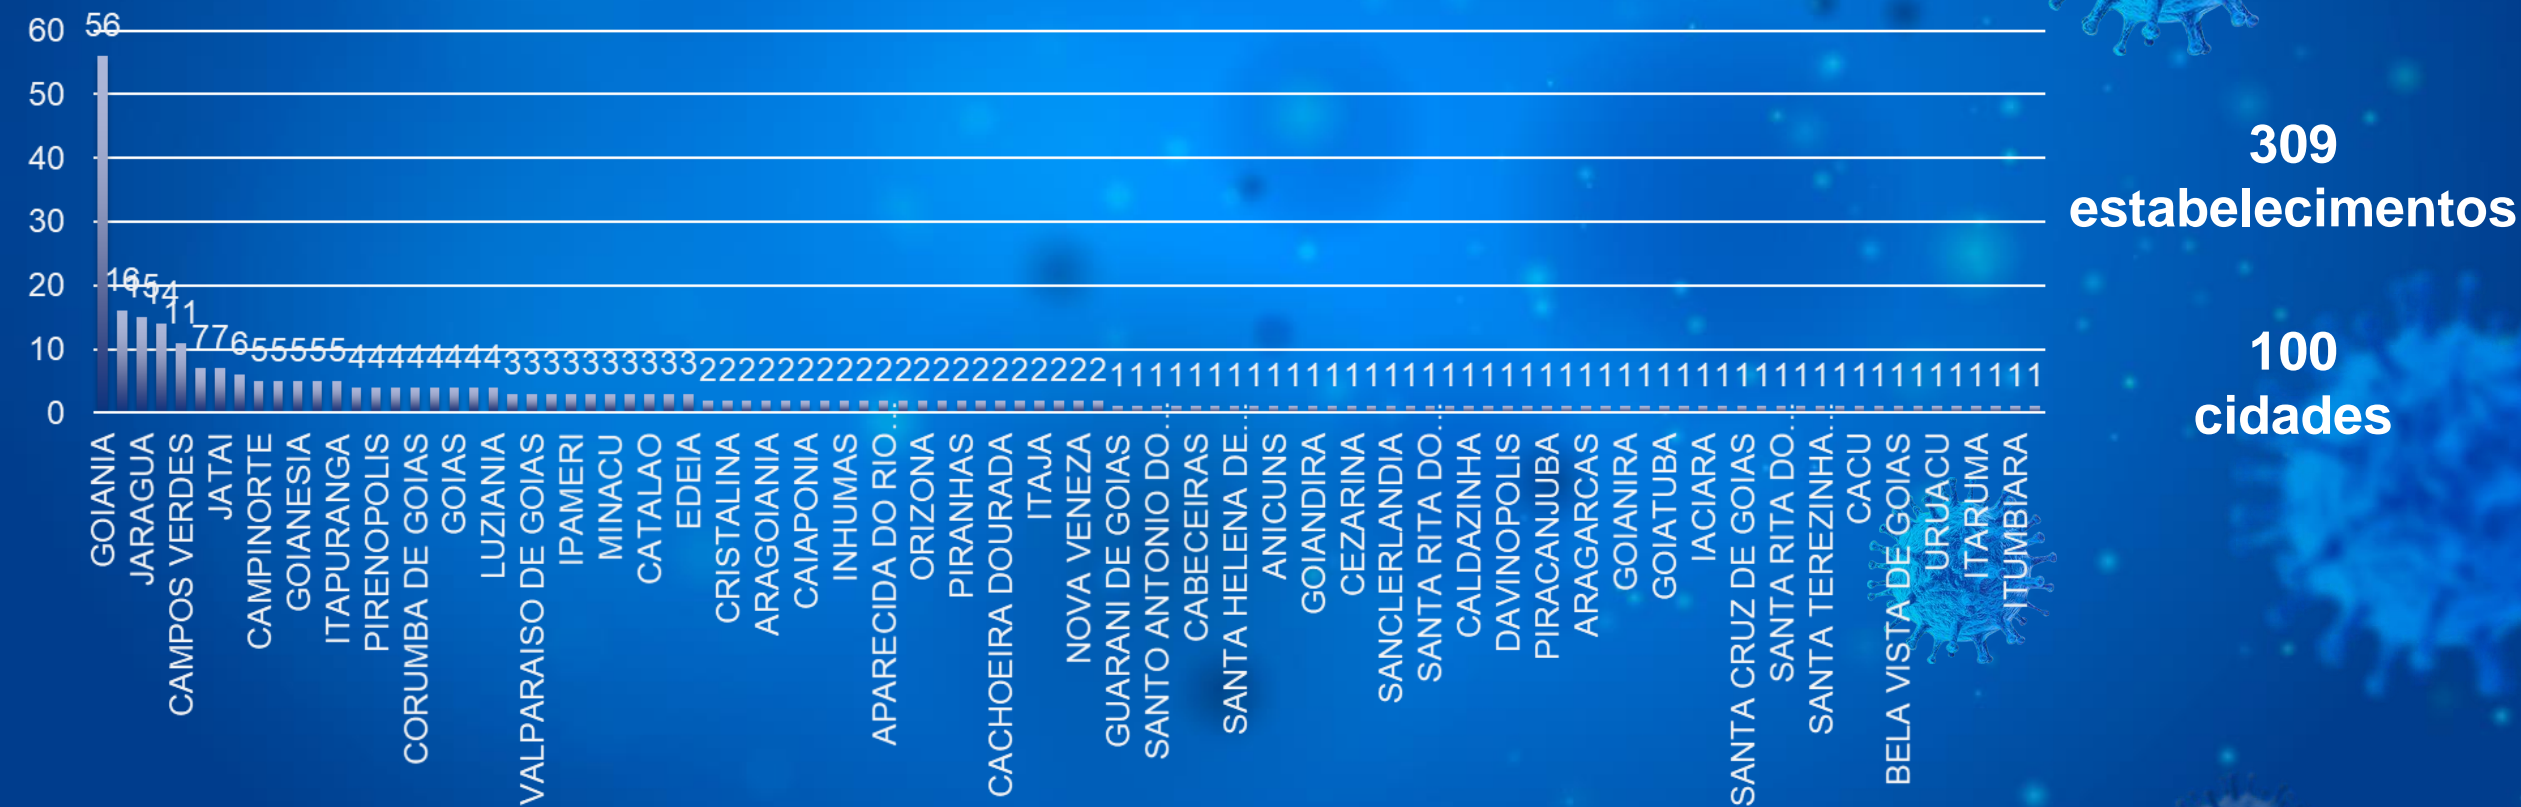 60
50
40
30
20
10
0
56 16 15 14 11 7 7 6 5 5 5 5 5 4 4 4 4 4 4 4 4 3 3 3 3 3 3 3 3 3 3 2 2 2 2 2 2 2 2 2 2 2 2 2 2 2 2 2 2 2 2 2 1 1 1 1 1 1 1 1 1 1 1 1 1 1 1 1 1 1 1 1 1 1 1 1 1 1 1 1 1 1 1 1 1 1 1 1 1 1 1 1 1 1 1 1 1 1 1 1
GOIANIA
JARAGUA
CAMPOS VERDES
JATAI
CAMPINORTE
GOIANESIA
ITAPURANGA
PIRENOPOLIS
CORUMBA DE GOIAS
GOIAS
LUZIANIA
VALPARAISO DE GOIAS
IPAMERI
MINACU
CATALAO
EDEIA
CRISTALINA
ARAGOIANIA
CAIAPONIA
INHUMAS
APARECIDA DO RIO...
ORIZONA
PIRANHAS
CACHOEIRA DOURADA
ITAJA
NOVA VENEZA
GUARANI DE GOIAS
SANTO ANTONIO DO...
CABECEIRAS
SANTA HELENA DE...
ANICUNS
GOIANDIRA
CEZARINA
SANCLERLANDIA
SANTA RITA DO...
CALDAZINHA
DAVINOPOLIS
PIRACANJUBA
ARAGARCAS
GOIANIRA
GOIATUBA
IACIARA
SANTA CRUZ DE GOIAS
SANTA RITA DO...
SANTA TEREZINHA...
CACU
BELA VISTA DE GOIAS
URUACU
ITARUMA
ITUMBIARA
309
estabelecimentos
100
cidades